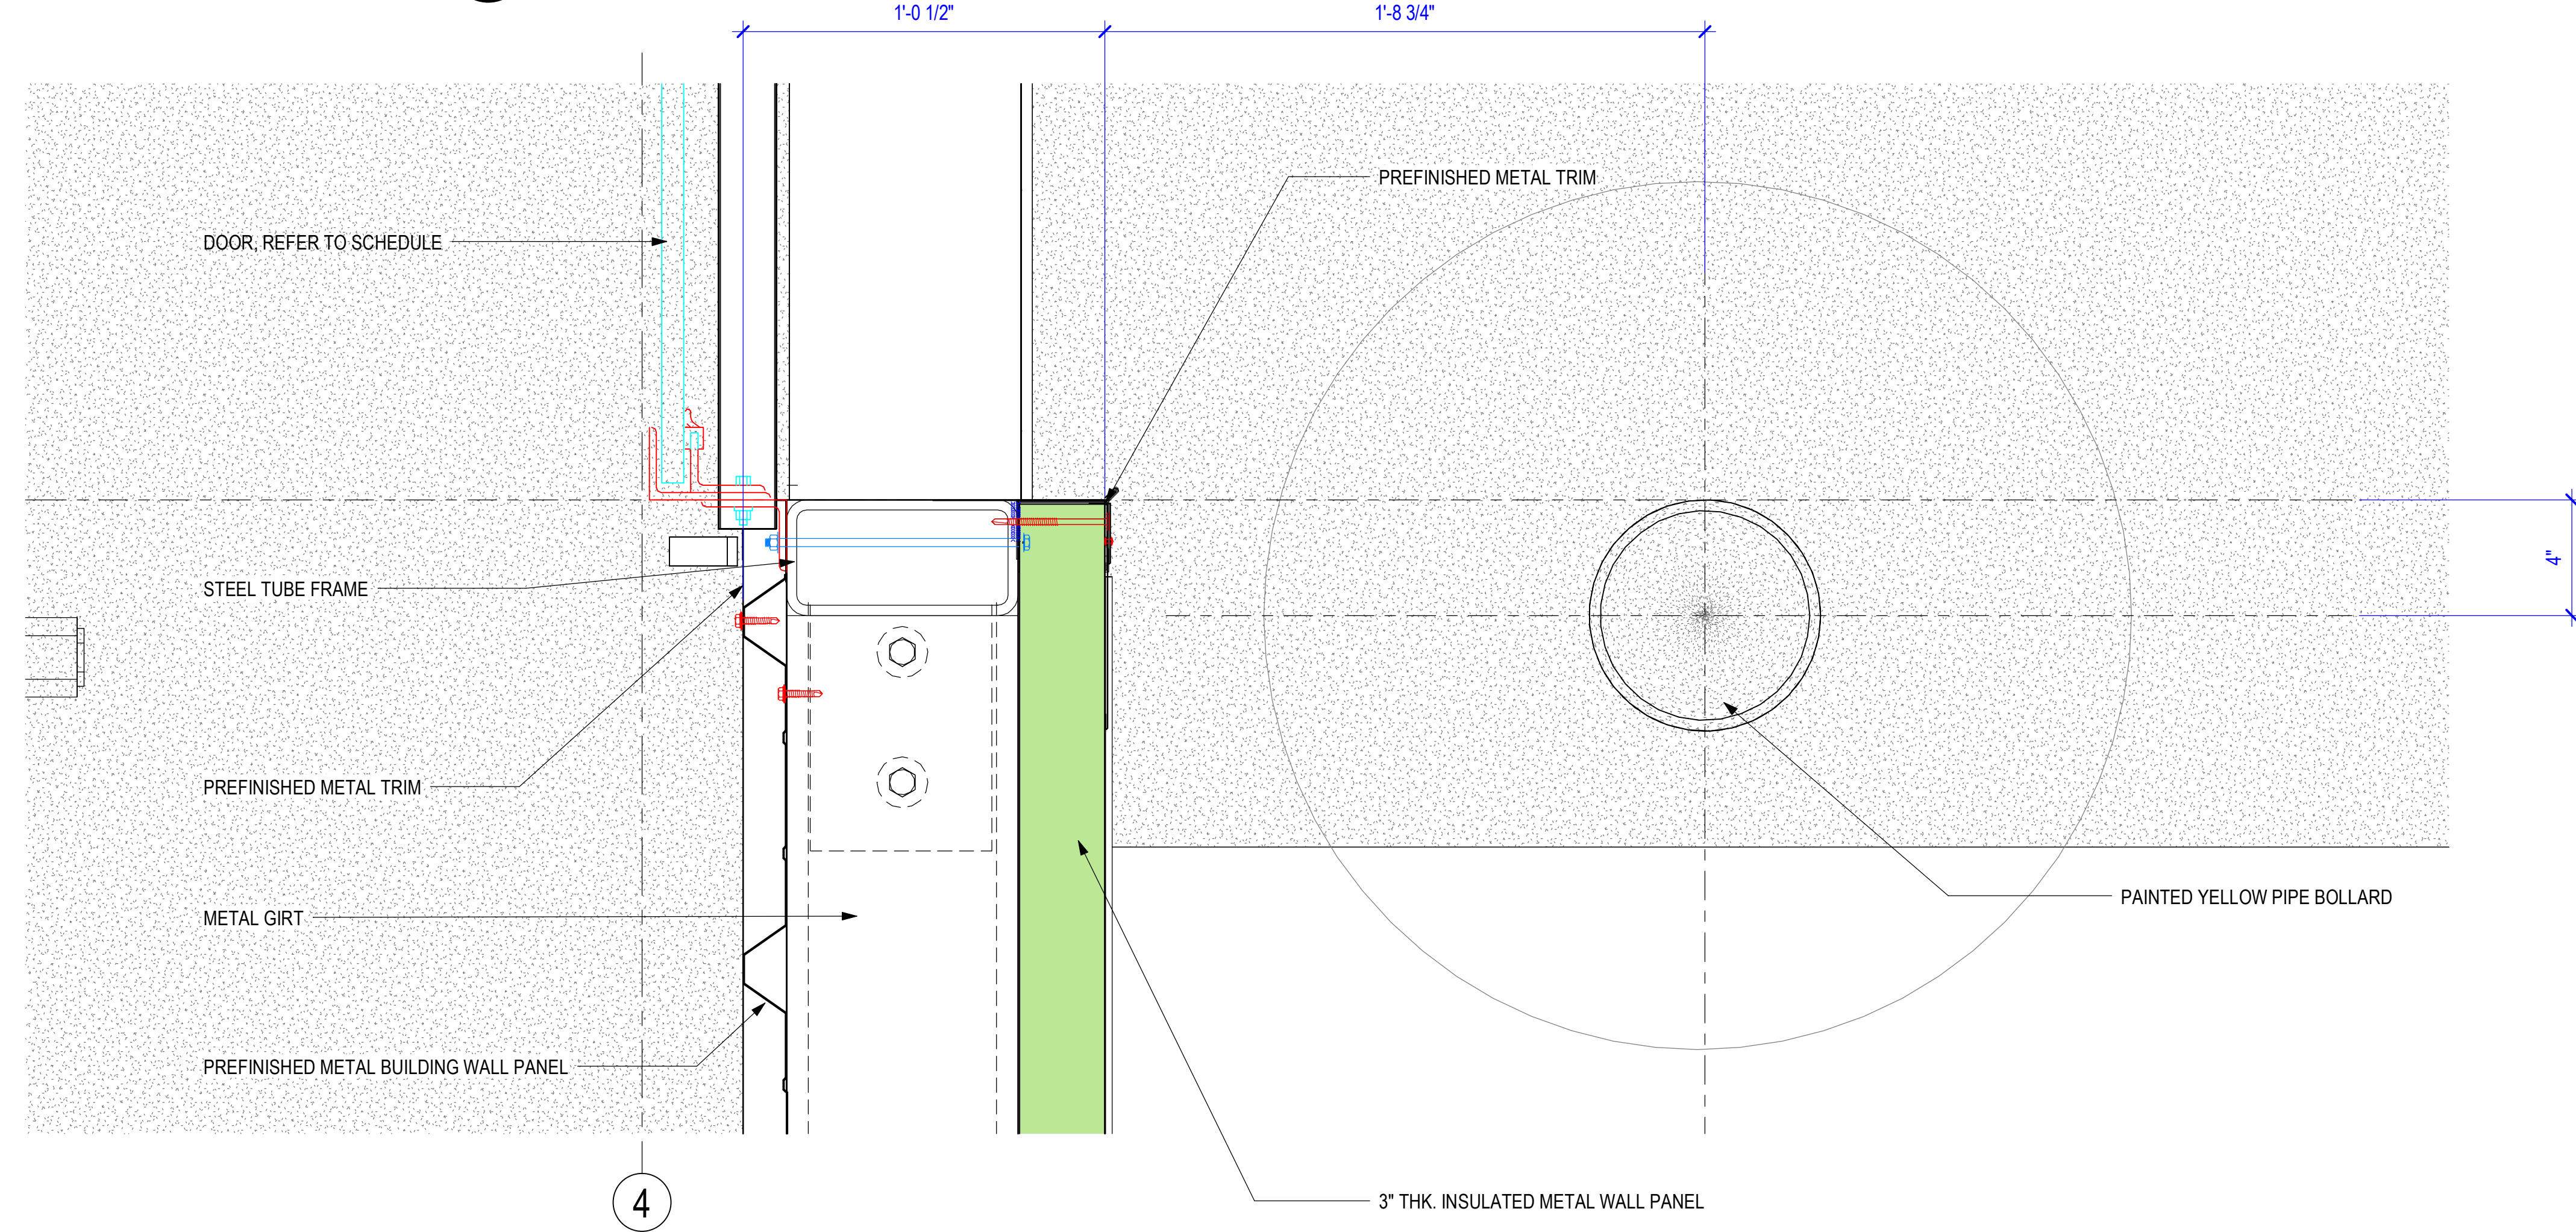 1'-0 1/2"
1'-8 3/4"
PREFINISHED METAL TRIM
DOOR, REFER TO SCHEDULE
4"
STEEL TUBE FRAME
PREFINISHED METAL TRIM
PAINTED YELLOW PIPE BOLLARD
METAL GIRT
PREFINISHED METAL BUILDING WALL PANEL
3" THK. INSULATED METAL WALL PANEL
4